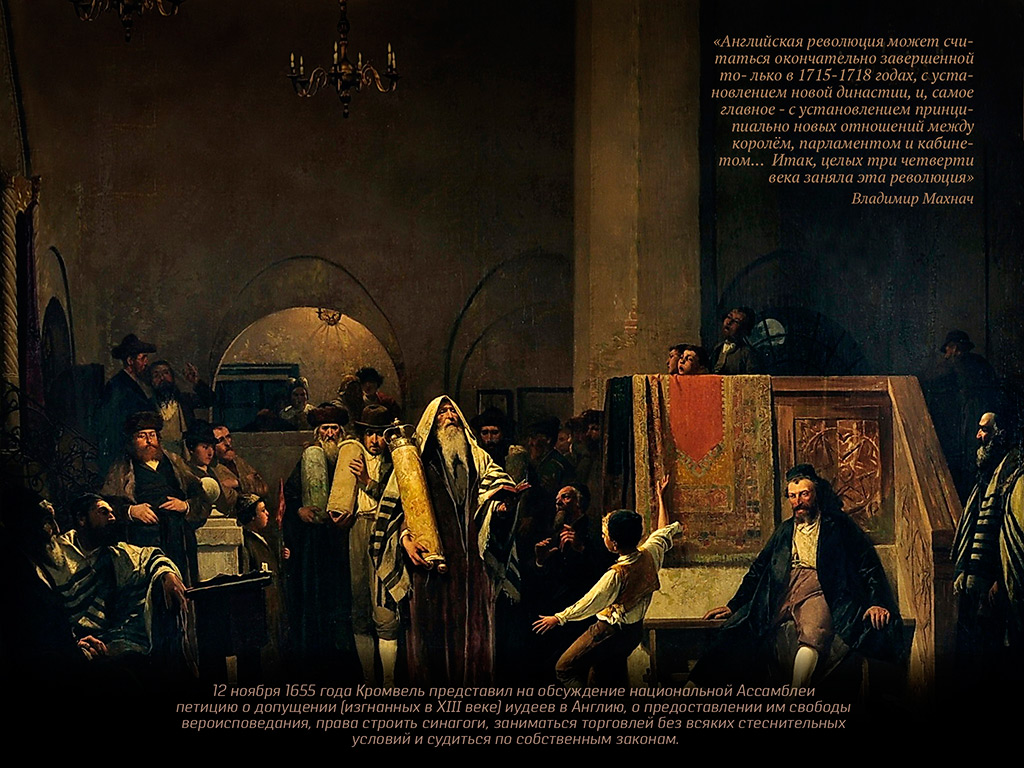 «Английская революция может счи-
таться окончательно завершенной
то- лько в 1715-1718 годах, с уста-
новлением новой династии, и, самое
главное - с установлением принци-
пиально новых отношений между
королём, парламентом и кабине-
том... Итак, целых три четверти
века заняла эта революция»
Владимир Махнач
12 ноября 1655 года Кромвель представил на обсуждение национальной Ассамблеи
петицию о допущении (изгнанных в XIII веке) иудеев в Англию, о предоставлении им свободы
вероисповедания, права строить синагоги, заниматься торговлей без всяких стеснительных
условий и судиться по собственным законам.